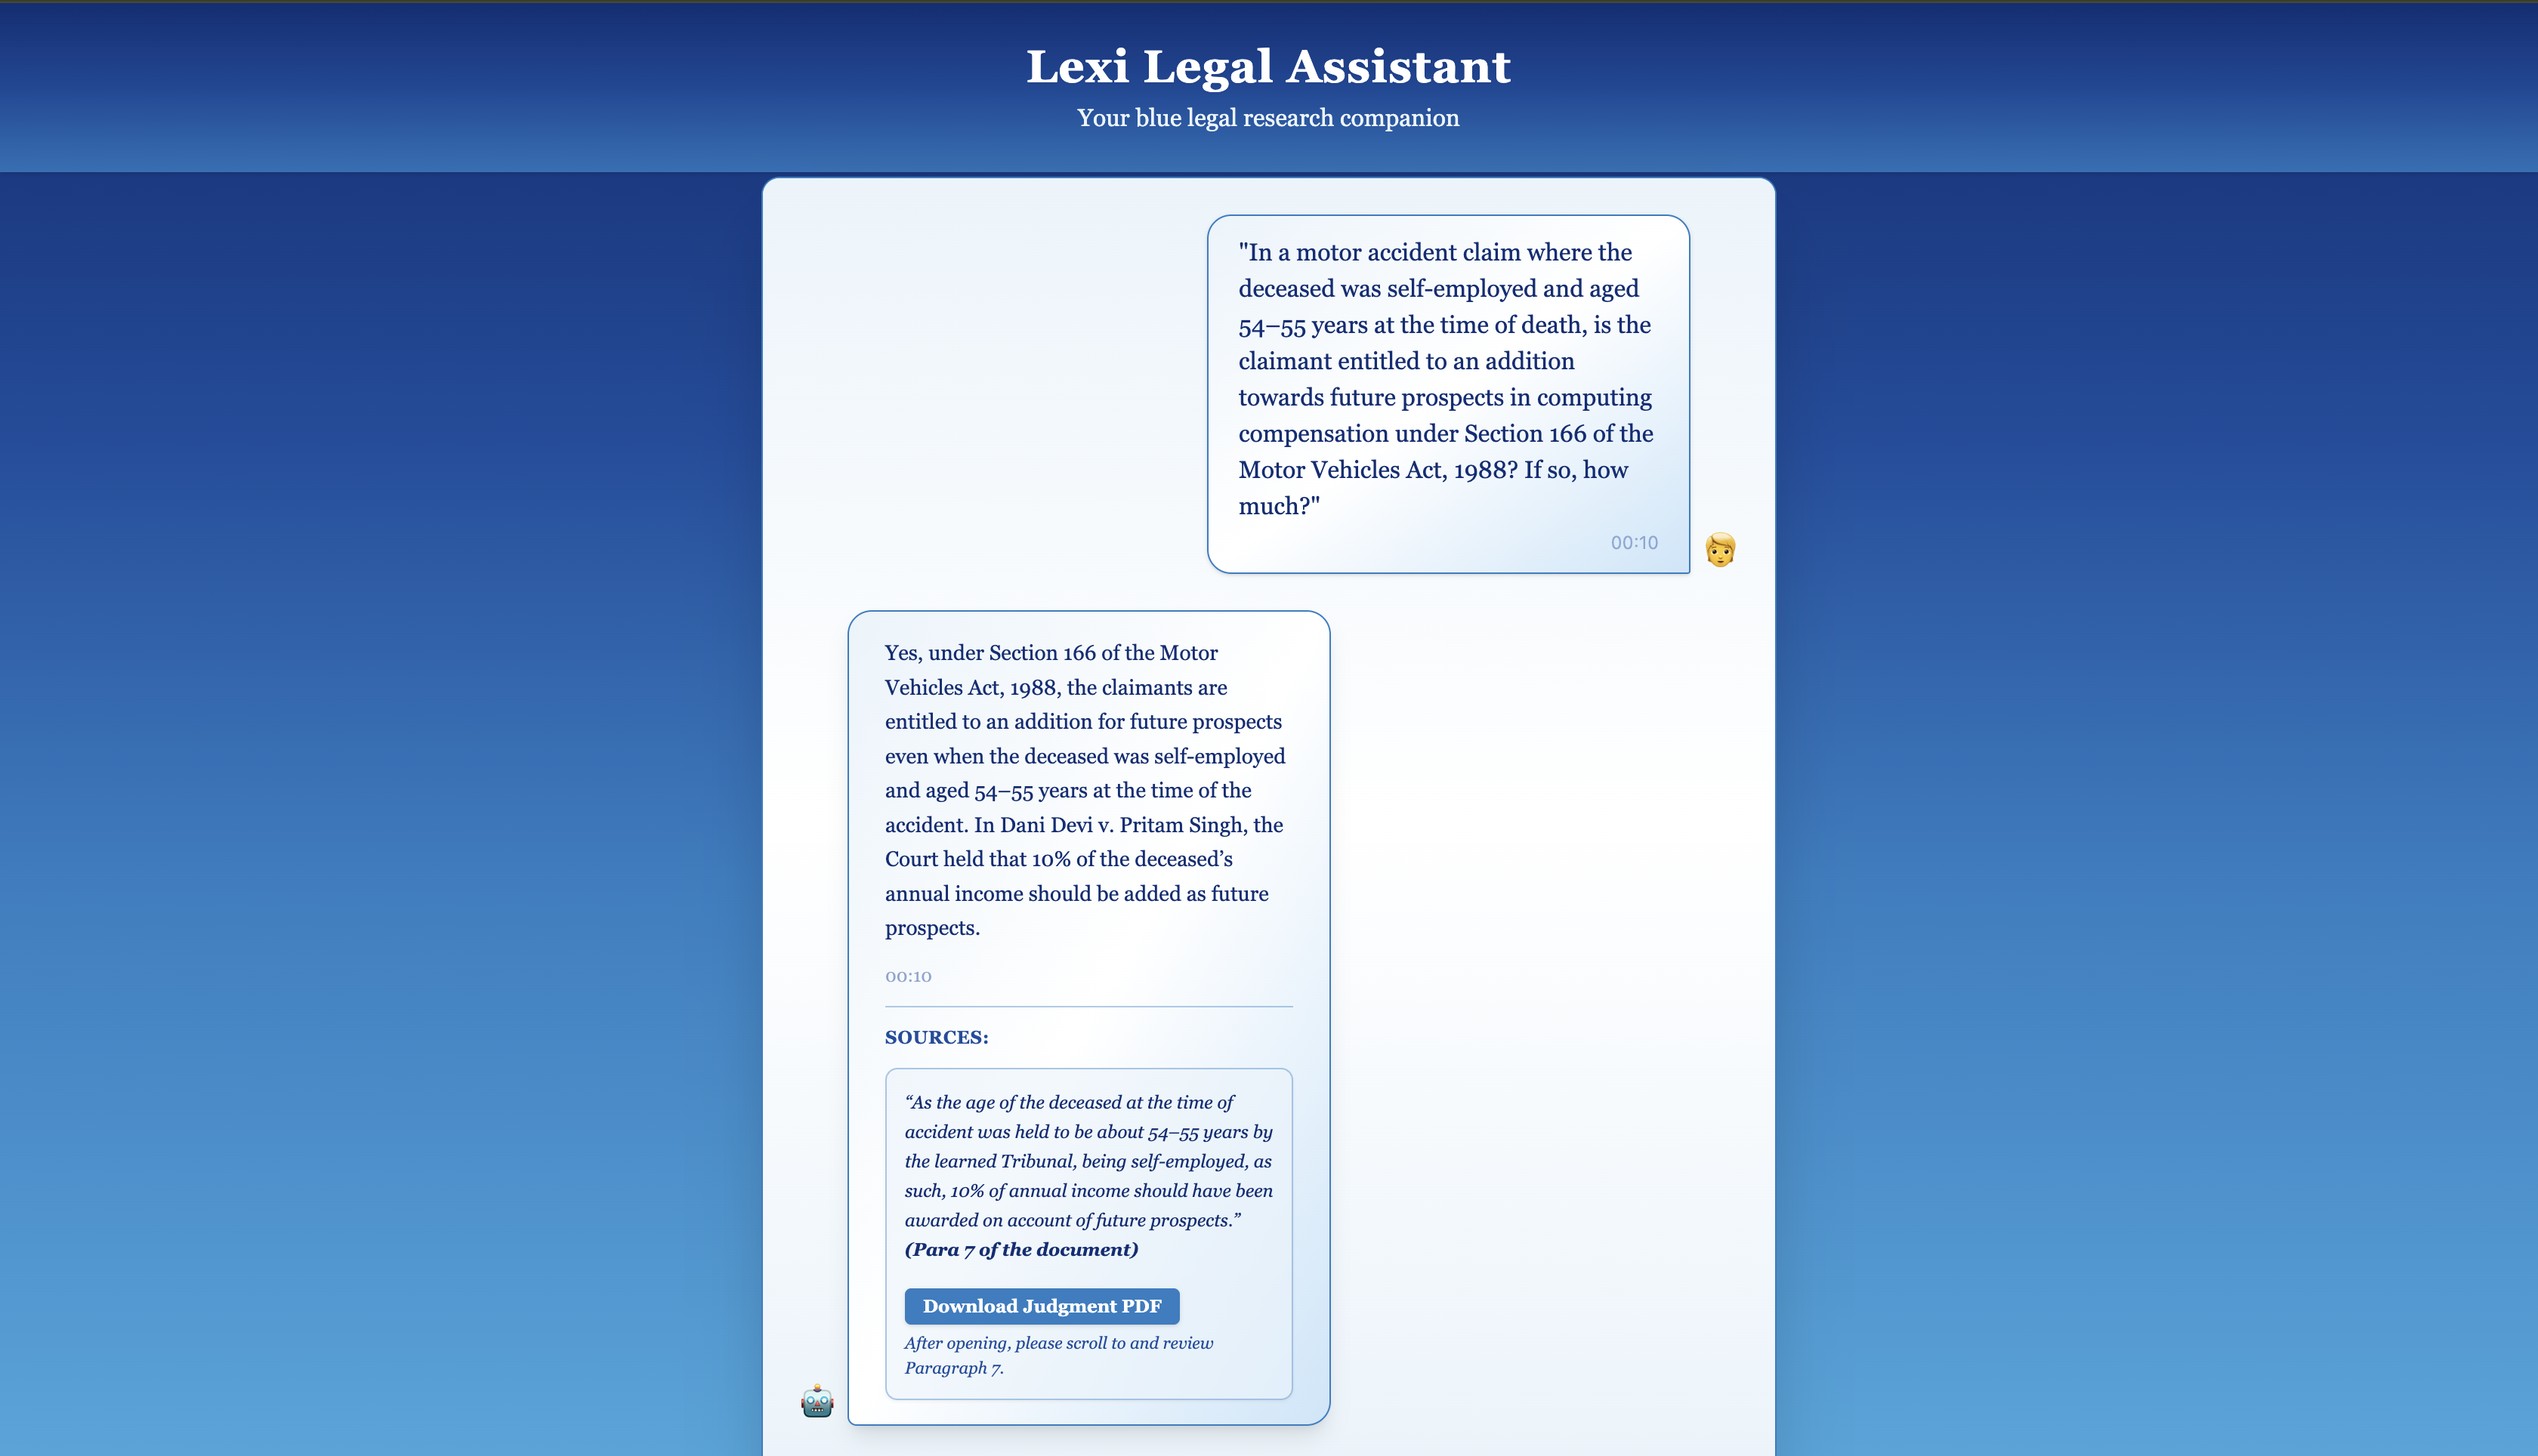 Lexi Legal Assistant
Your blue legal research companion
"In a motor accident claim where the
deceased was self-employed and aged
54–55 years at the time of death, is the
claimant entitled to an addition
towards future prospects in computing
compensation under Section 166 of the
Motor Vehicles Act, 1988? If so, how
much?"
00:10
Yes, under Section 166 of the Motor
Vehicles Act, 1988, the claimants are
entitled to an addition for future prospects
even when the deceased was self-employed
and aged 54–55 years at the time of the
accident. In Dani Devi v. Pritam Singh, the
Court held that 10% of the deceased’s
annual income should be added as future
prospects.
00:10
SOURCES:
“As the age of the deceased at the time of
accident was held to be about 54–55 years by
the learned Tribunal, being self-employed, as
such, 10% of annual income should have been
awarded on account of future prospects.”
(Para 7 of the document)
Download Judgment PDF
After opening, please scroll to and review
Paragraph 7.